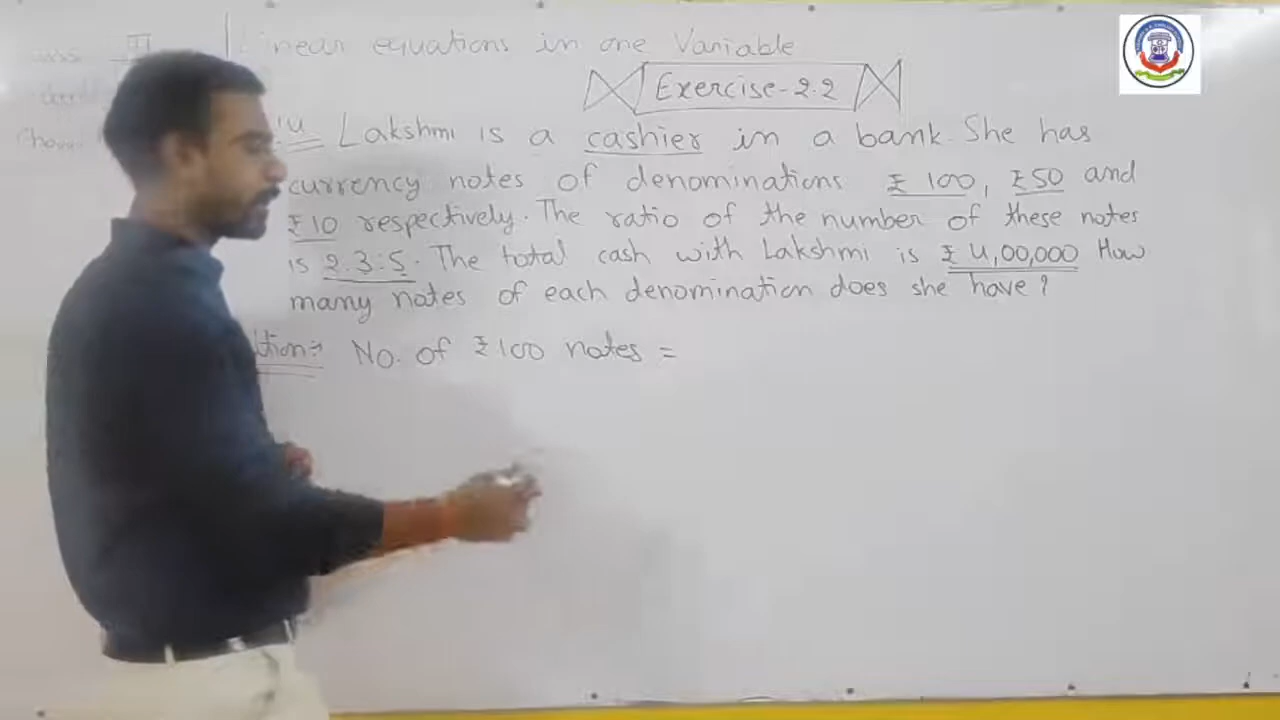 III
inear equations in one Variable
Exercise-2.2
Lakshmi is a cashier in a bank. She has
currency notes of denominations ₹ 100, ₹50 and
₹10 respectively. The ratio of the number of these notes
is 2:3:5. The total cash with Lakshmi is ₹ 4,00,000 How
many notes of each denomination does she have?
ution:- No. of ₹100 notes =